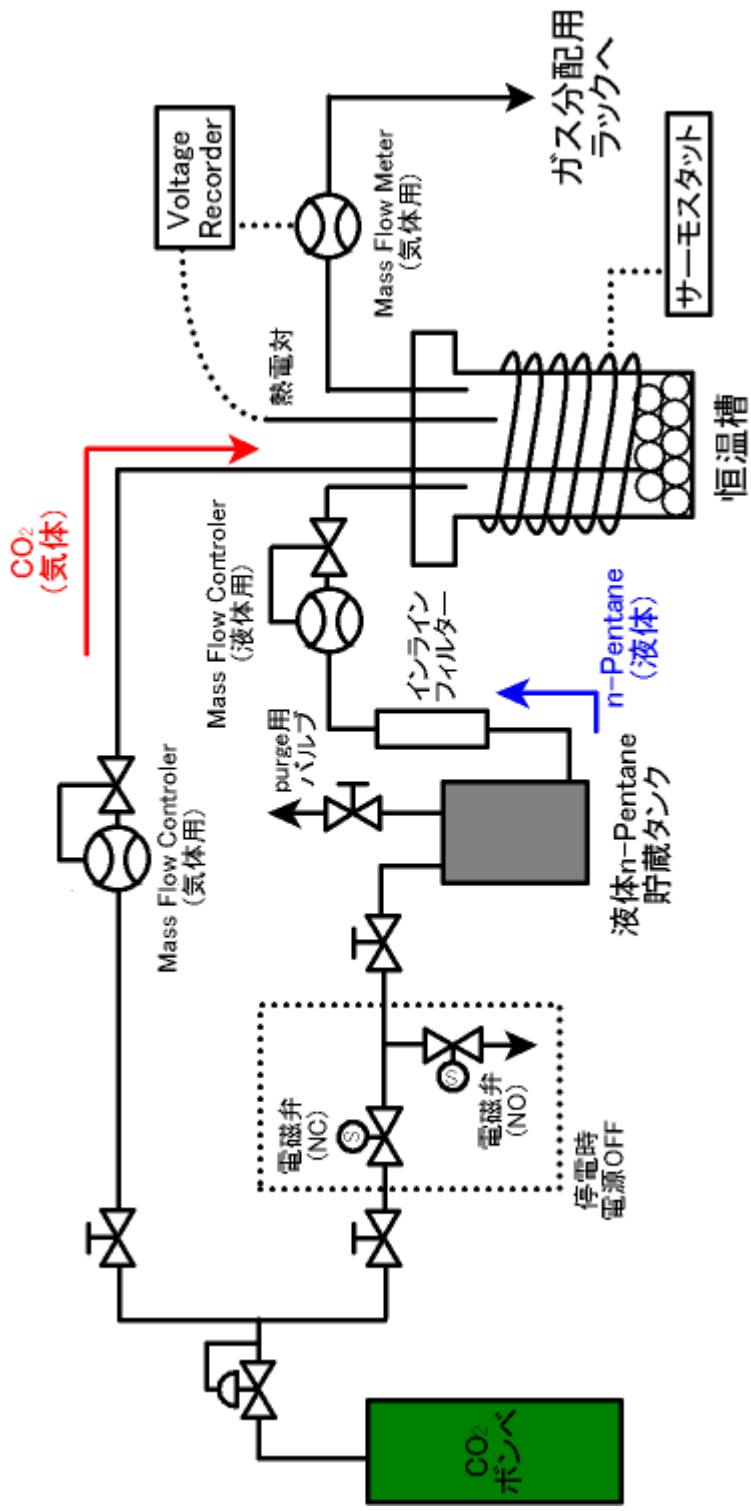 CO2
(気体)
Voltage
Recorder
熱電対
Mass Flow Controler
(気体用)
Mass Flow Controler
(液体用)
Mass Flow Meter
(気体用)
ガス分配用
ラックへ
purge用
バルブ
インライン
フィルター
電磁弁
(NC)
S
S
電磁弁
(NO)
停電時
電源OFF
n-Pentane
(液体)
サーモスタット
恒温槽
液体n-Pentane
貯蔵タンク
CO2
ボンベ